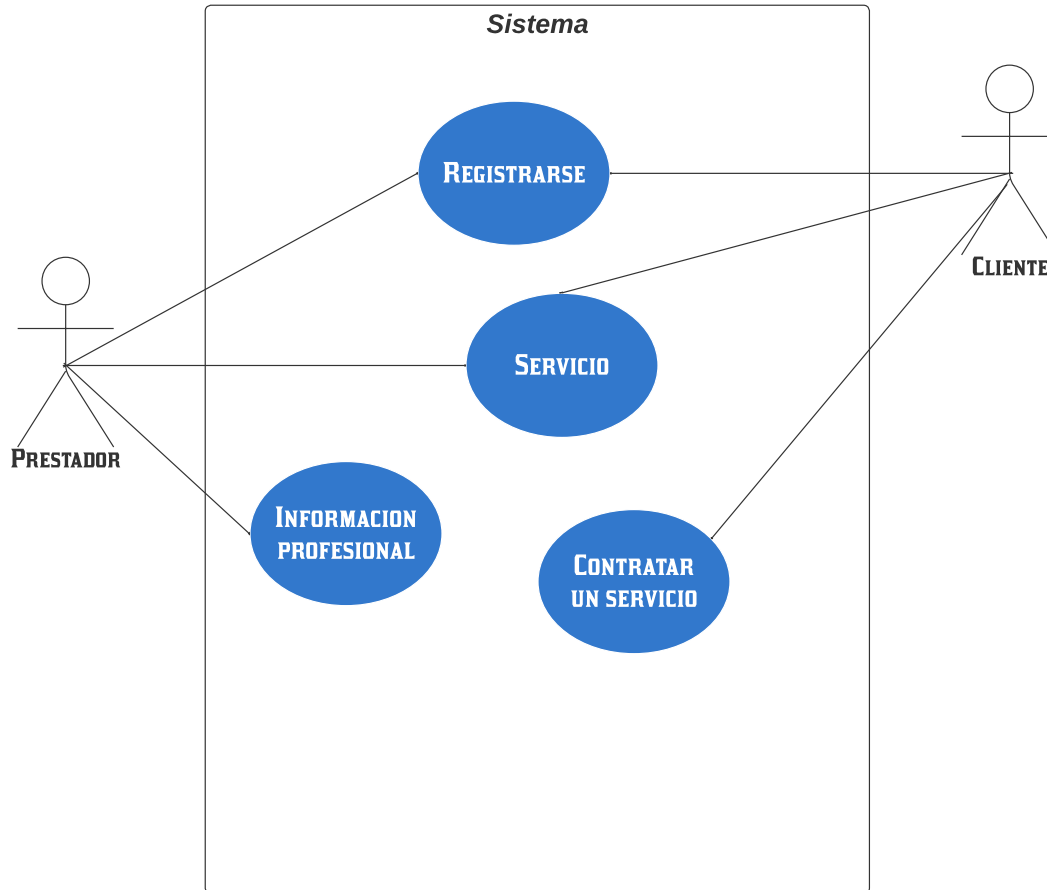 Sistema
Registrarse
Cliente
Servicio
Prestador
Informacion
profesional
Contratar
un servicio